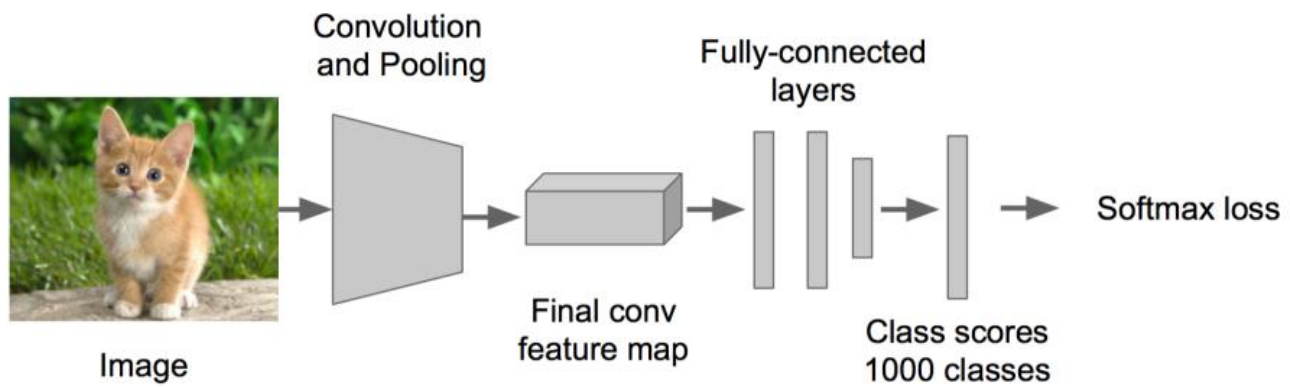 Convolution
and Pooling
Fully-connected
layers
Softmax loss
Final conv
feature map
Class scores
1000 classes
Image